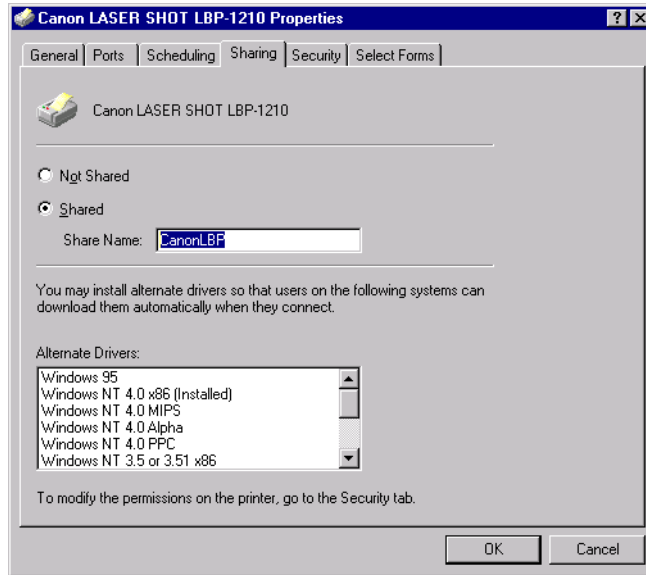 Canon LASER SHOT LBP-1210 Properties
General Ports Scheduling Sharing Security Select Forms
Canon LASER SHOT LBP-1210
Not Shared
Shared
Share Name: CanonLBP
You may install alternate drivers so that users on the following systems can
download them automatically when they connect.
Alternate Drivers:
Windows 95
Windows NT 4.0 x86 (Installed)
Windows NT 4.0 MIPS
Windows NT 4.0 Alpha
Windows NT 4.0 PPC
Windows NT 3.5 or 3.51 x86
To modify the permissions on the printer, go to the Security tab.
OK Cancel